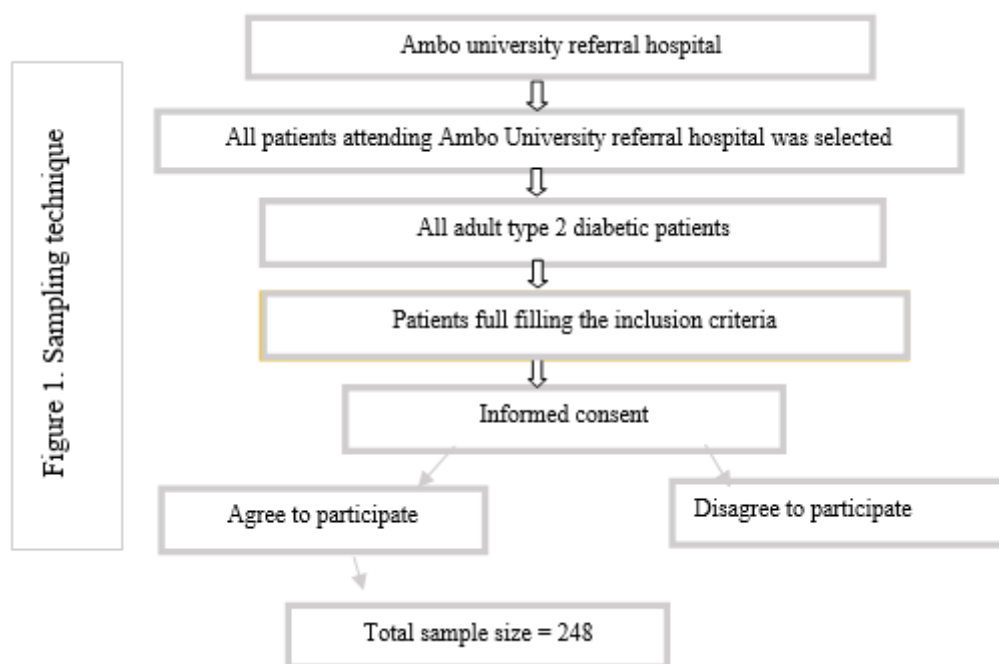 Figure 1. Sampling technique
Ambo university referral hospital
All patients attending Ambo University referral hospital was selected
All adult type 2 diabetic patients
Patients full filling the inclusion criteria
Informed consent
Agree to participate
Disagree to participate
Total sample size = 248